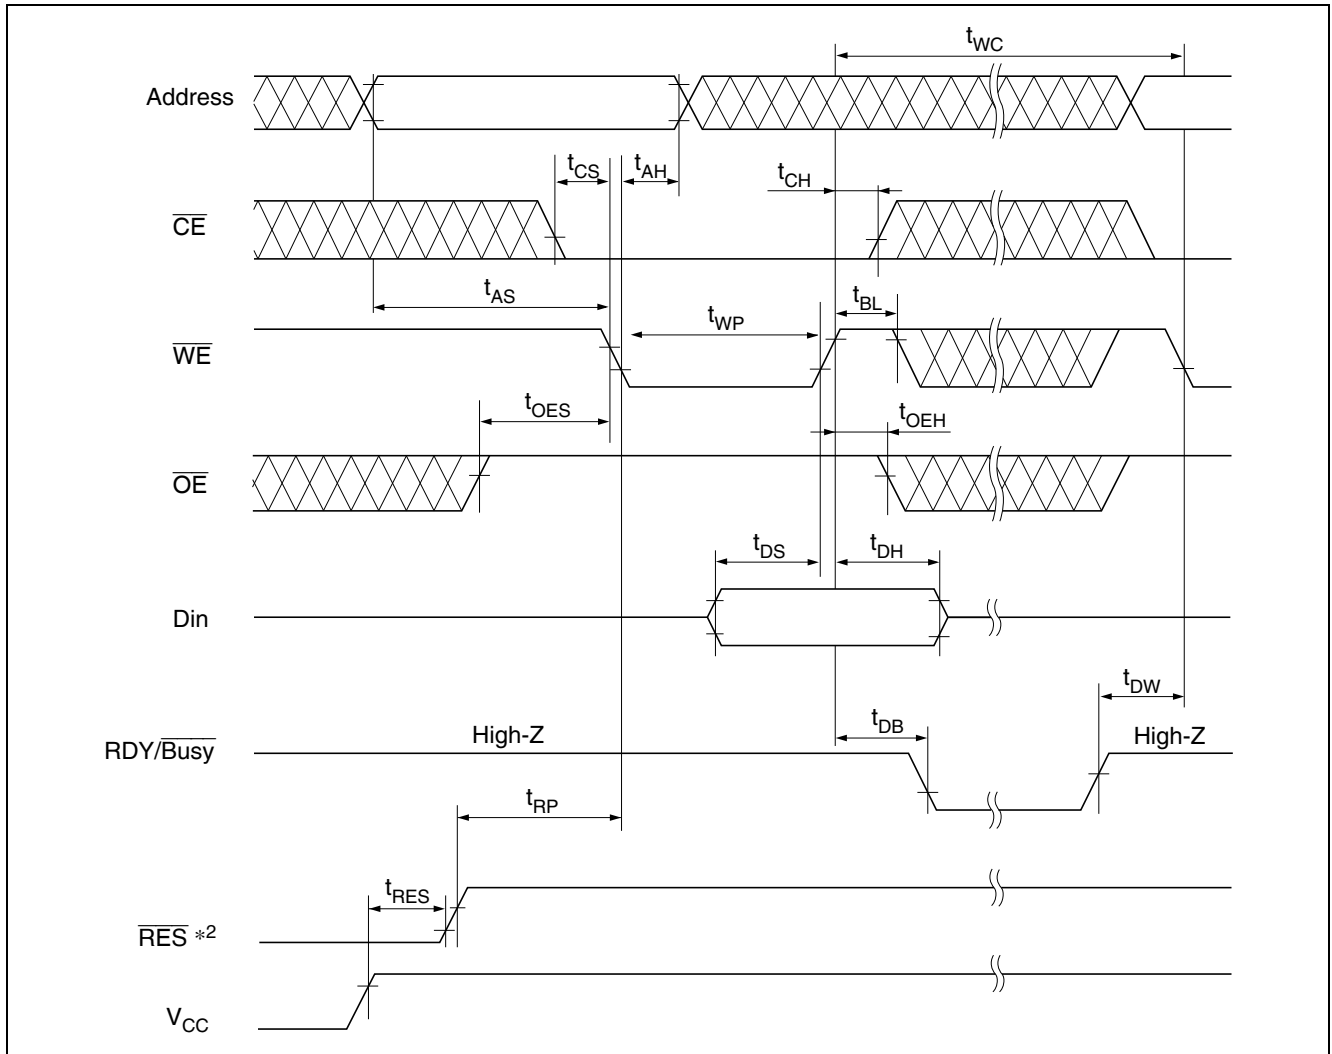 tWC
Address
tCS
tAH
tCH
CE
tAS
tBL
tWP
WE
tOES
tOEH
OE
tDS
tDH
Din
tDW
tDB
High-Z
High-Z
RDY/Busy
tRP
tRES
RES *2
VCC